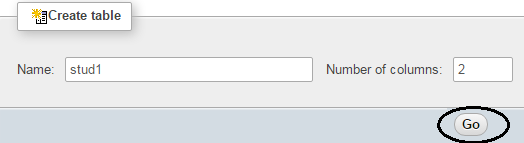 Create table
Name: stud1 Number of columns: 2
Go